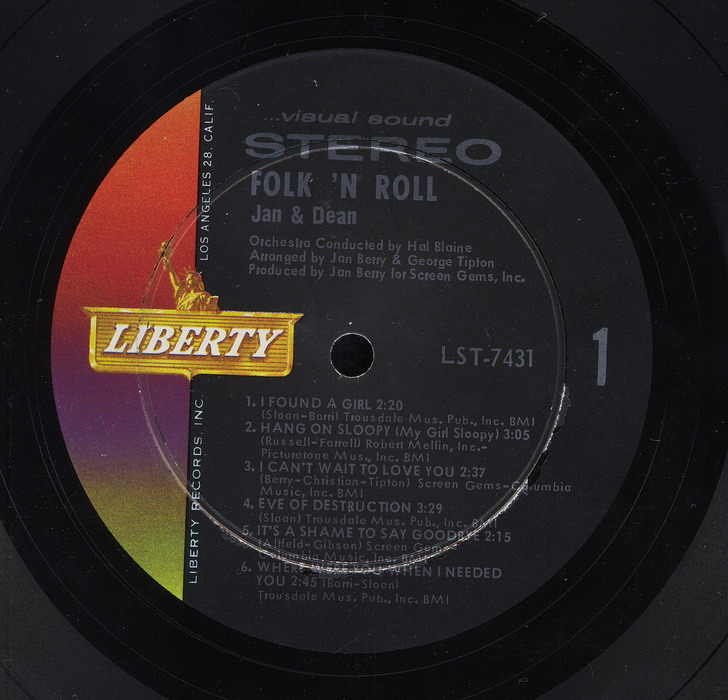 ...visual sound
STEREO
FOLK 'N ROLL
Jan & Dean
Orchestra Conducted by Hal Blaine
Arranged by Jan Berry & George Tipton
Produced by Jan Berry for Screen Gems, Inc.
LIBERTY
LST-7431
1
1. I FOUND A GIRL 2:20
(Sloan-Barri) Trousdale Mus. Pub., Inc. BMI
2. HANG ON SLOOPY (My Girl Sloopy) 3:05
(Russell-Farrell) Robert Mellin, Inc.-
Picturetone Mus., Inc. BMI
3. I CAN'T WAIT TO LOVE YOU 2:37
(Berry-Christian-Tipton) Screen Gems-Columbia
Music, Inc. BMI
4. EVE OF DESTRUCTION 3:29
(Sloan) Trousdale Mus. Pub., Inc. BMI
5. IT'S A SHAME TO SAY GOODBYE 2:15
(Altfeld-Gibson) Screen Gems-
Columbia Music, Inc. BMI
6. WHERE WERE YOU WHEN I NEEDED
YOU 2:45 (Barri-Sloan)
Trousdale Mus. Pub., Inc. BMI
LIBERTY RECORDS, INC. LOS ANGELES 28, CALIF.